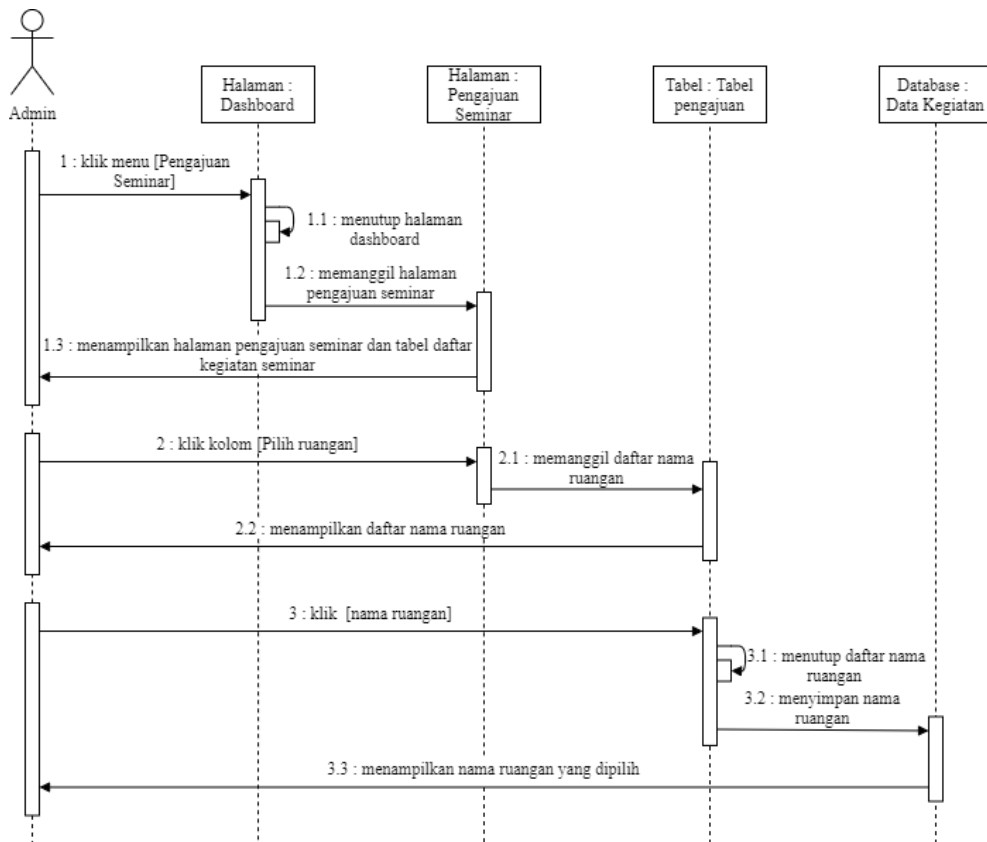 Admin
Halaman :
Dashboard
Halaman :
Pengajuan
Seminar
Tabel : Tabel
pengajuan
Database :
Data Kegiatan
1 : klik menu [Pengajuan
Seminar]
1.1 : menutup halaman
dashboard
1.2 : memanggil halaman
pengajuan seminar
1.3 : menampilkan halaman pengajuan seminar dan tabel daftar
kegiatan seminar
2 : klik kolom [Pilih ruangan]
2.1 : memanggil daftar nama
ruangan
2.2 : menampilkan daftar nama ruangan
3 : klik [nama ruangan]
3.1 : menutup daftar nama
ruangan
3.2 : menyimpan nama
ruangan
3.3 : menampilkan nama ruangan yang dipilih